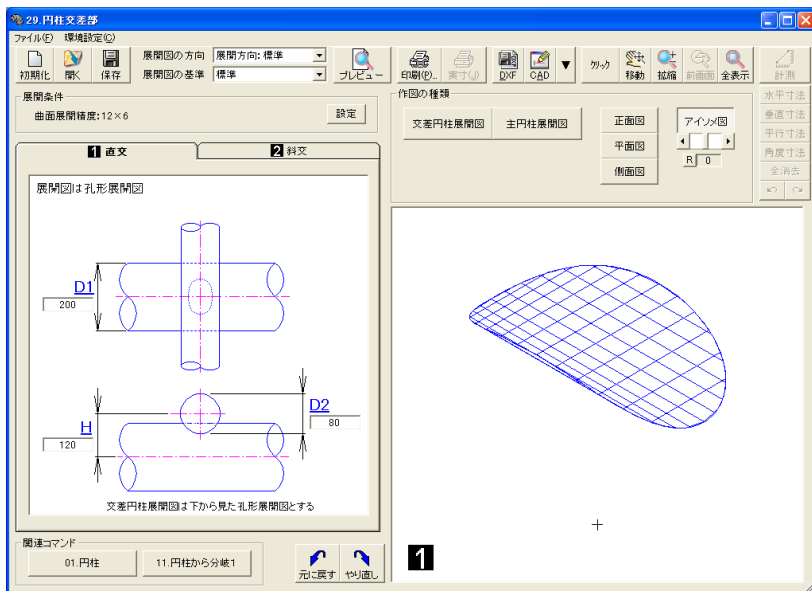 29.円柱交差部
ファイル(F) 環境設定(C)
初期化 開く 保存
展開図の方向 展開方向: 標準
展開図の基準 標準
プレビュー 印刷(P)... 実寸(J) DXF CAD ▼ クリック 移動 拡縮 前画面 全表示 計測
展開条件
曲面展開精度:12×6 設定
作図の種類
交差円柱展開図 主円柱展開図 正面図 アイソメ図
平面図 R 0
側面図
水平寸法
垂直寸法
平行寸法
角度寸法
全消去
1 直交 2 斜交
展開図は孔形展開図
D1
200
D2
80
H
120
交差円柱展開図は下から見た孔形展開図とする
関連コマンド
01.円柱 11.円柱から分岐1
元に戻す やり直し
1